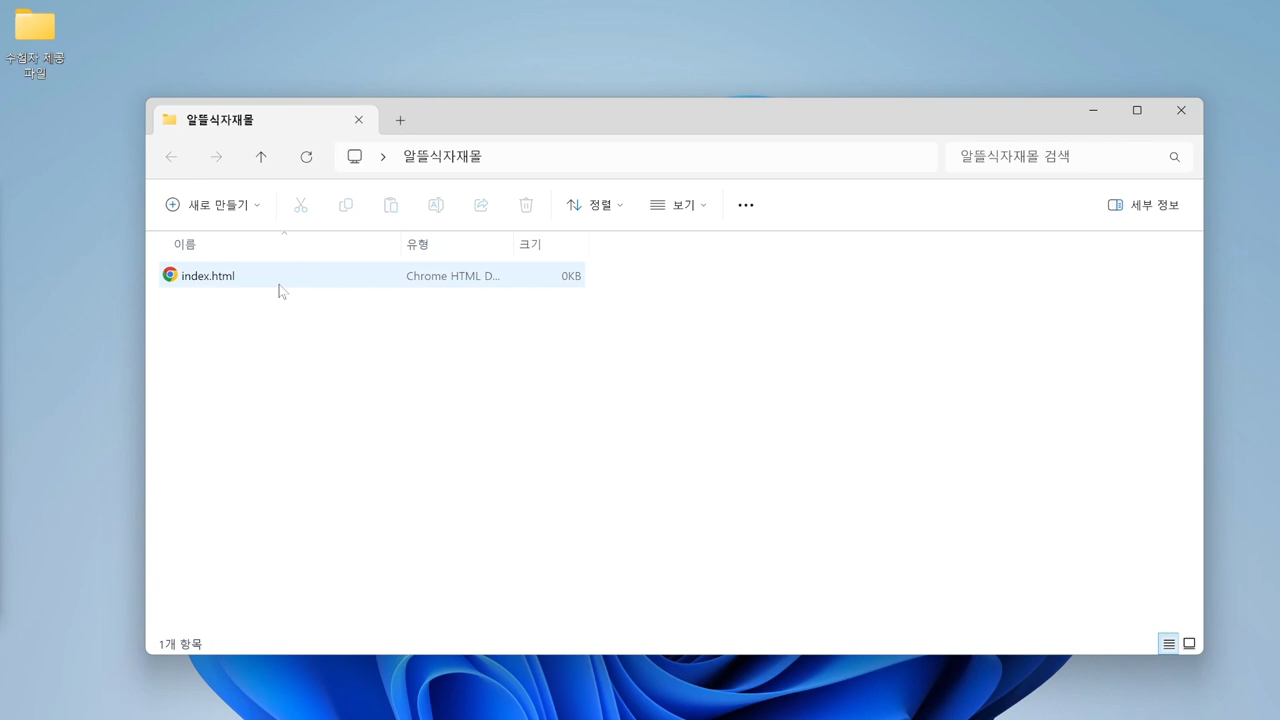 수험자 제공
파일
알뜰식자재몰
알뜰식자재몰
알뜰식자재몰 검색
새로 만들기
정렬
보기
세부 정보
이름 유형 크기
index.html Chrome HTML D... 0KB
1개 항목